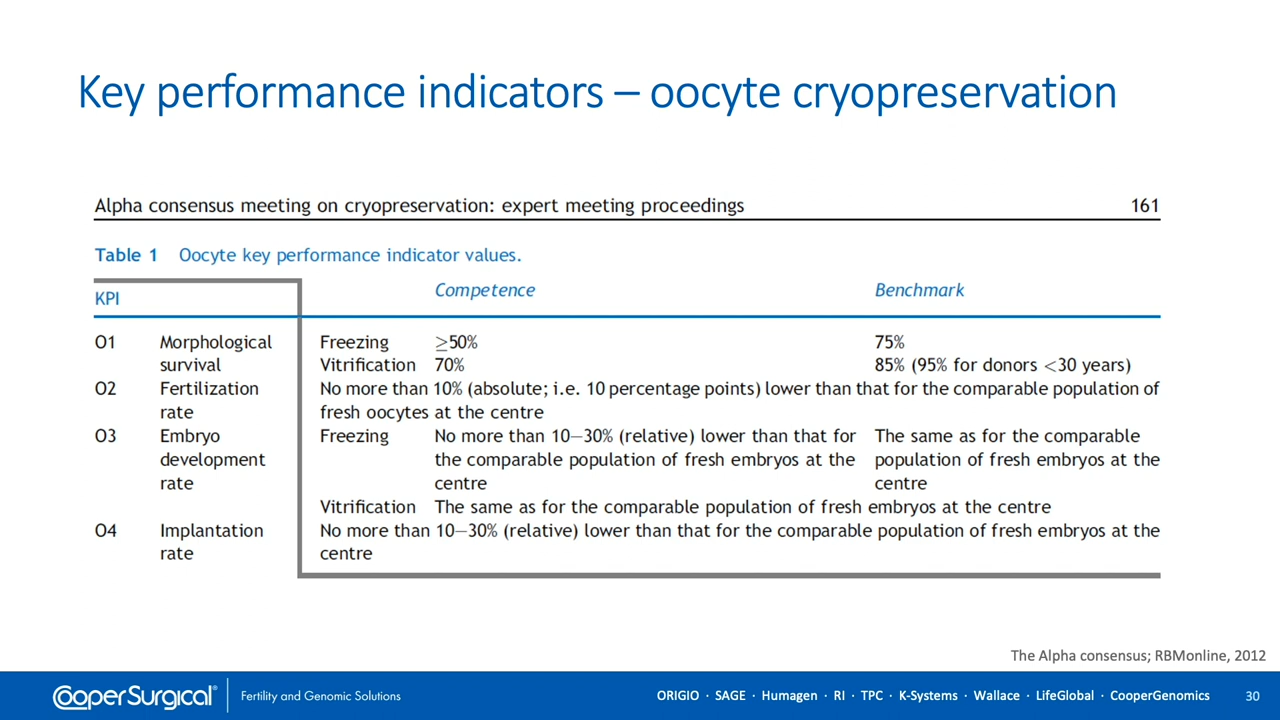 Key performance indicators – oocyte cryopreservation
Alpha consensus meeting on cryopreservation: expert meeting proceedings 161
Table 1 Oocyte key performance indicator values.
KPI Competence Benchmark
O1 Morphological Freezing ≥50% 75%
survival Vitrification 70% 85% (95% for donors <30 years)
O2 Fertilization No more than 10% (absolute; i.e. 10 percentage points) lower than that for the comparable population of
rate fresh oocytes at the centre
O3 Embryo Freezing No more than 10–30% (relative) lower than that for The same as for the comparable
development the comparable population of fresh embryos at the population of fresh embryos at the
rate centre centre
Vitrification The same as for the comparable population of fresh embryos at the centre
O4 Implantation No more than 10–30% (relative) lower than that for the comparable population of fresh embryos at the
rate centre
The Alpha consensus; RBMonline, 2012
CooperSurgical® Fertility and Genomic Solutions ORIGIO · SAGE · Humagen · RI · TPC · K-Systems · Wallace · LifeGlobal · CooperGenomics 30